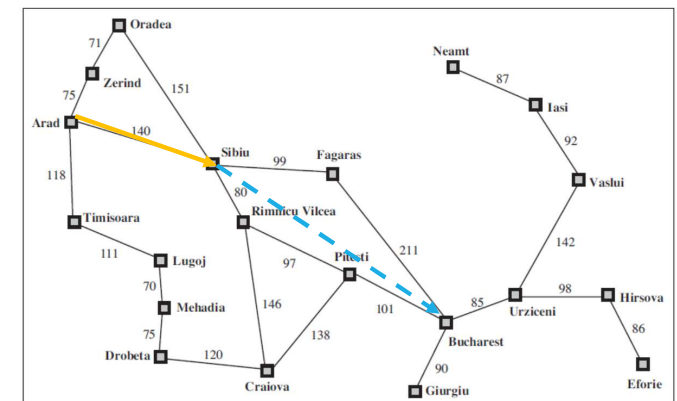 Oradea
71
Neamt
87
Zerind
151
75
Iasi
Arad
140
92
Sibiu
99
Fagaras
118
80
Vaslui
Rimnicu Vilcea
Timisoara
142
111
Lugoj
97
Pitesti
211
70
98
Hirsova
146
101
85
Mehadia
Urziceni
138
86
75
Bucharest
Drobeta
120
90
Craiova
Eforie
Giurgiu